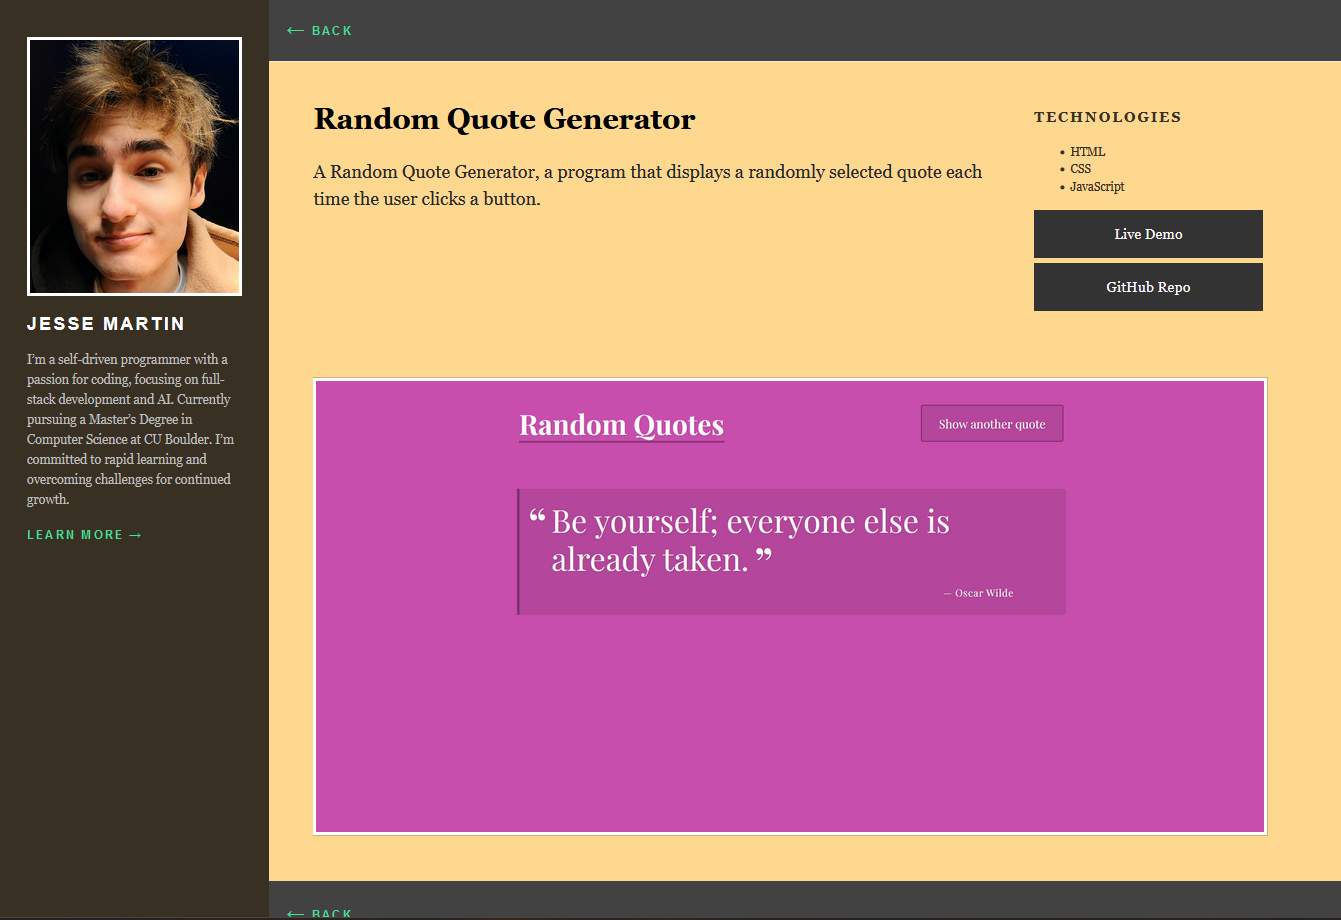 ← BACK
JESSE MARTIN
I'm a self-driven programmer with a
passion for coding, focusing on full-
stack development and AI. Currently
pursuing a Master's Degree in
Computer Science at CU Boulder. I'm
committed to rapid learning and
overcoming challenges for continued
growth.
LEARN MORE →
Random Quote Generator
A Random Quote Generator, a program that displays a randomly selected quote each
time the user clicks a button.
TECHNOLOGIES
• HTML
• CSS
• JavaScript
Live Demo
GitHub Repo
Random Quotes
Show another quote
“ Be yourself; everyone else is
already taken. ”
— Oscar Wilde
← BACK